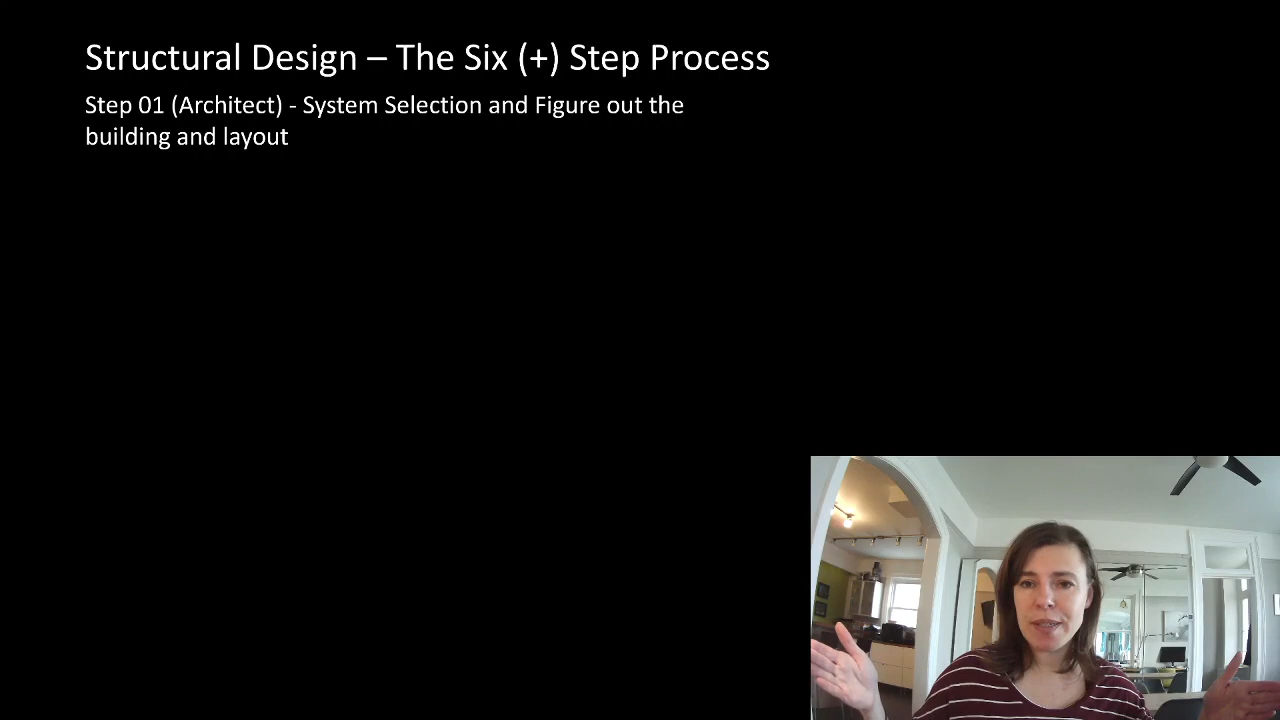 Structural Design – The Six (+) Step Process
Step 01 (Architect) - System Selection and Figure out the
building and layout